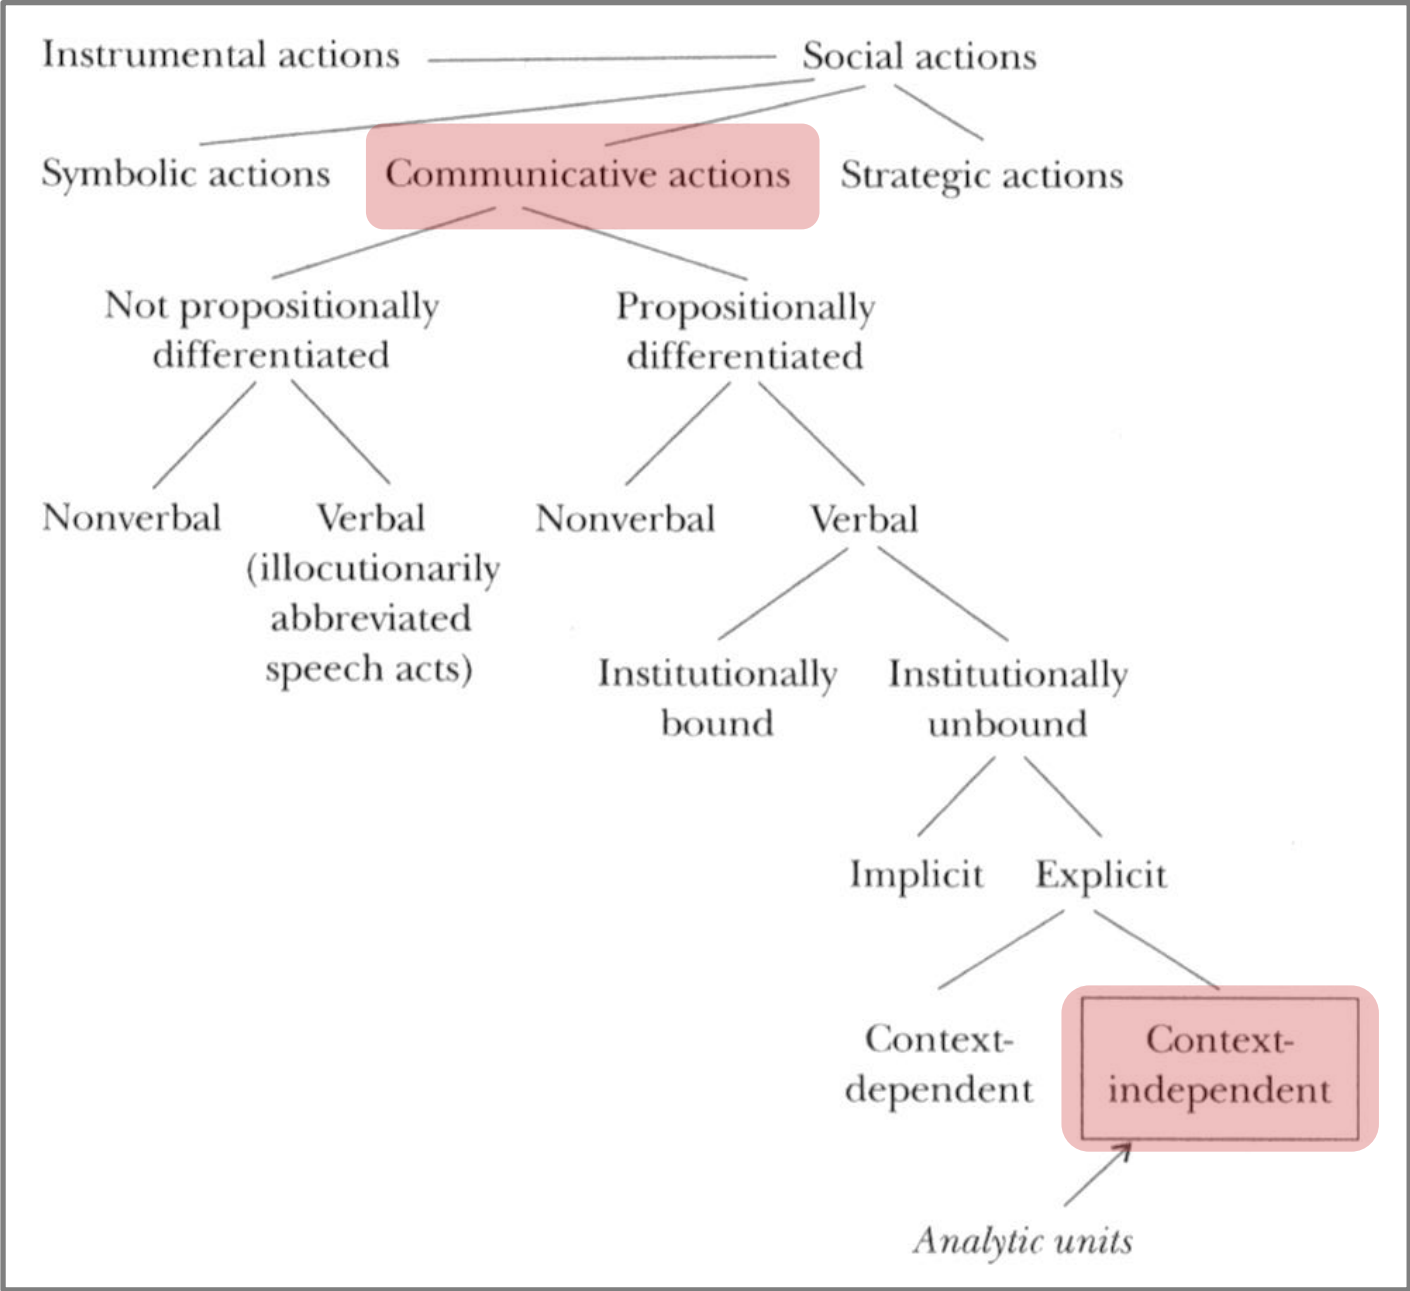 Instrumental actions
Social actions
Symbolic actions
Communicative actions
Strategic actions
Not propositionally
differentiated
Propositionally
differentiated
Nonverbal
Verbal
(illocutionarily
abbreviated
speech acts)
Nonverbal
Verbal
Institutionally
bound
Institutionally
unbound
Implicit
Explicit
Context-
dependent
Context-
independent
Analytic units